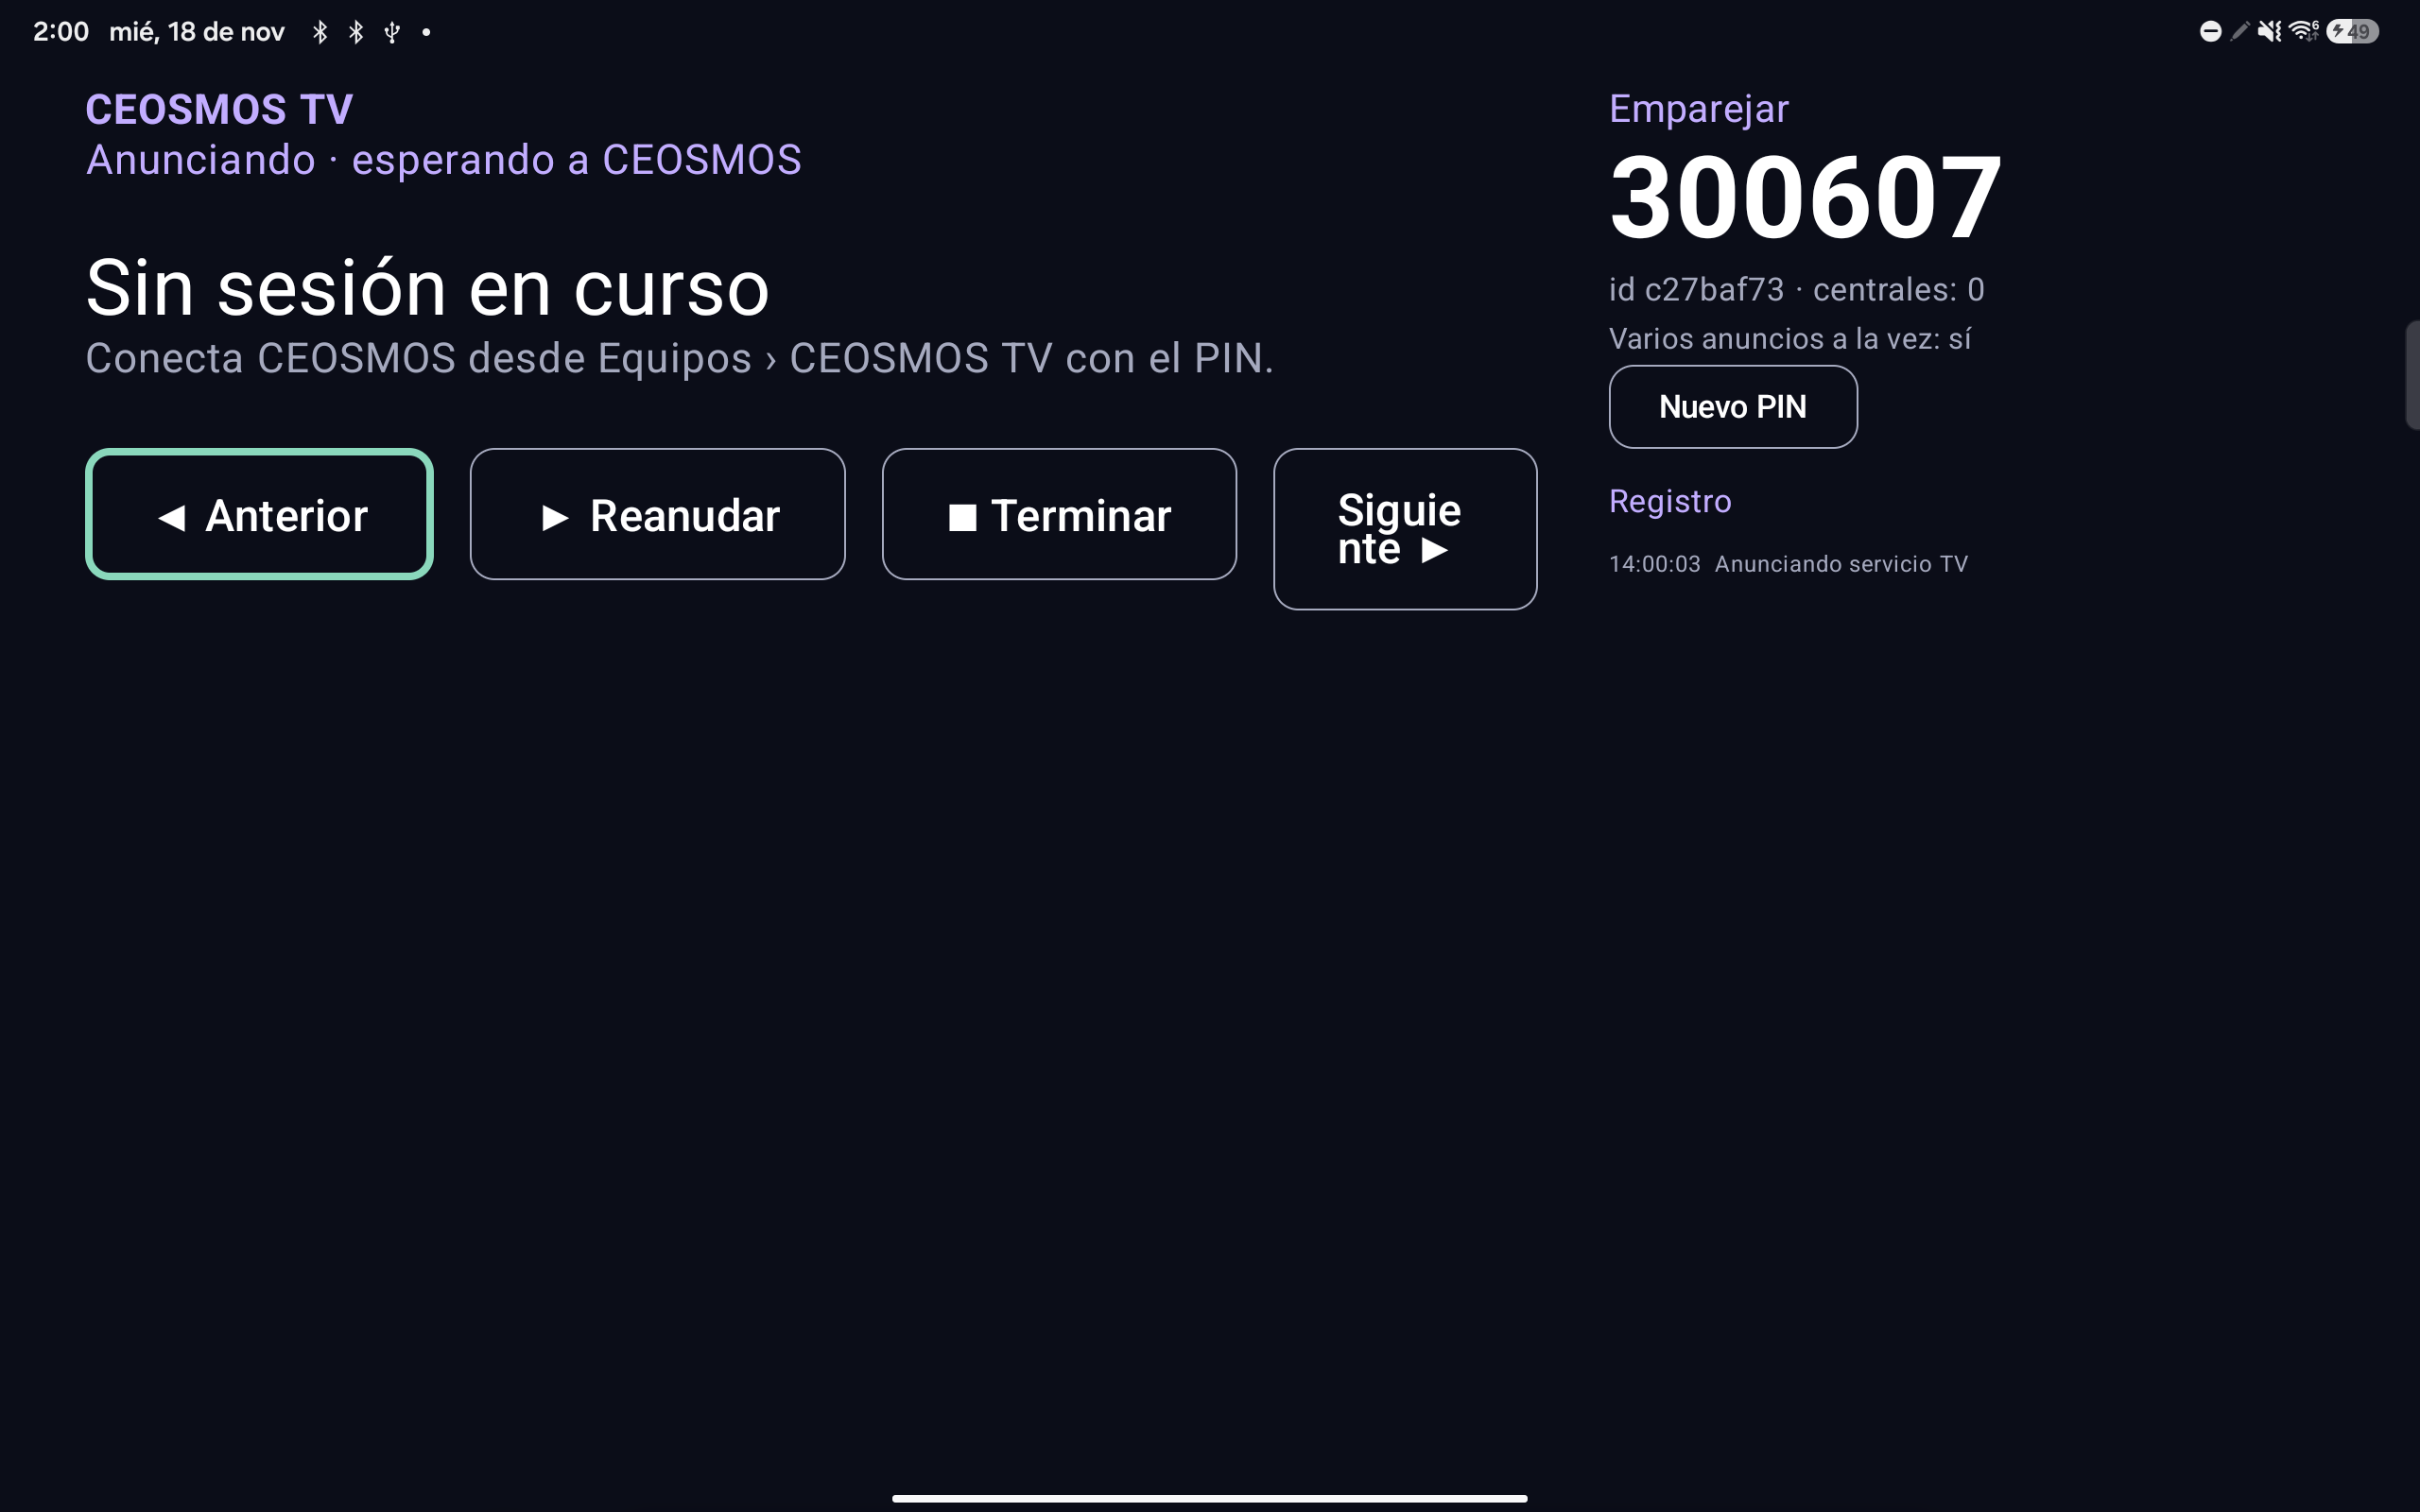 2:00 mié, 18 de nov
49
CEOSMOS TV
Anunciando · esperando a CEOSMOS
Sin sesión en curso
Conecta CEOSMOS desde Equipos › CEOSMOS TV con el PIN.
◀ Anterior
▶ Reanudar
■ Terminar
Siguie
nte ▶
Emparejar
300607
id c27baf73 · centrales: 0
Varios anuncios a la vez: sí
Nuevo PIN
Registro
14:00:03 Anunciando servicio TV